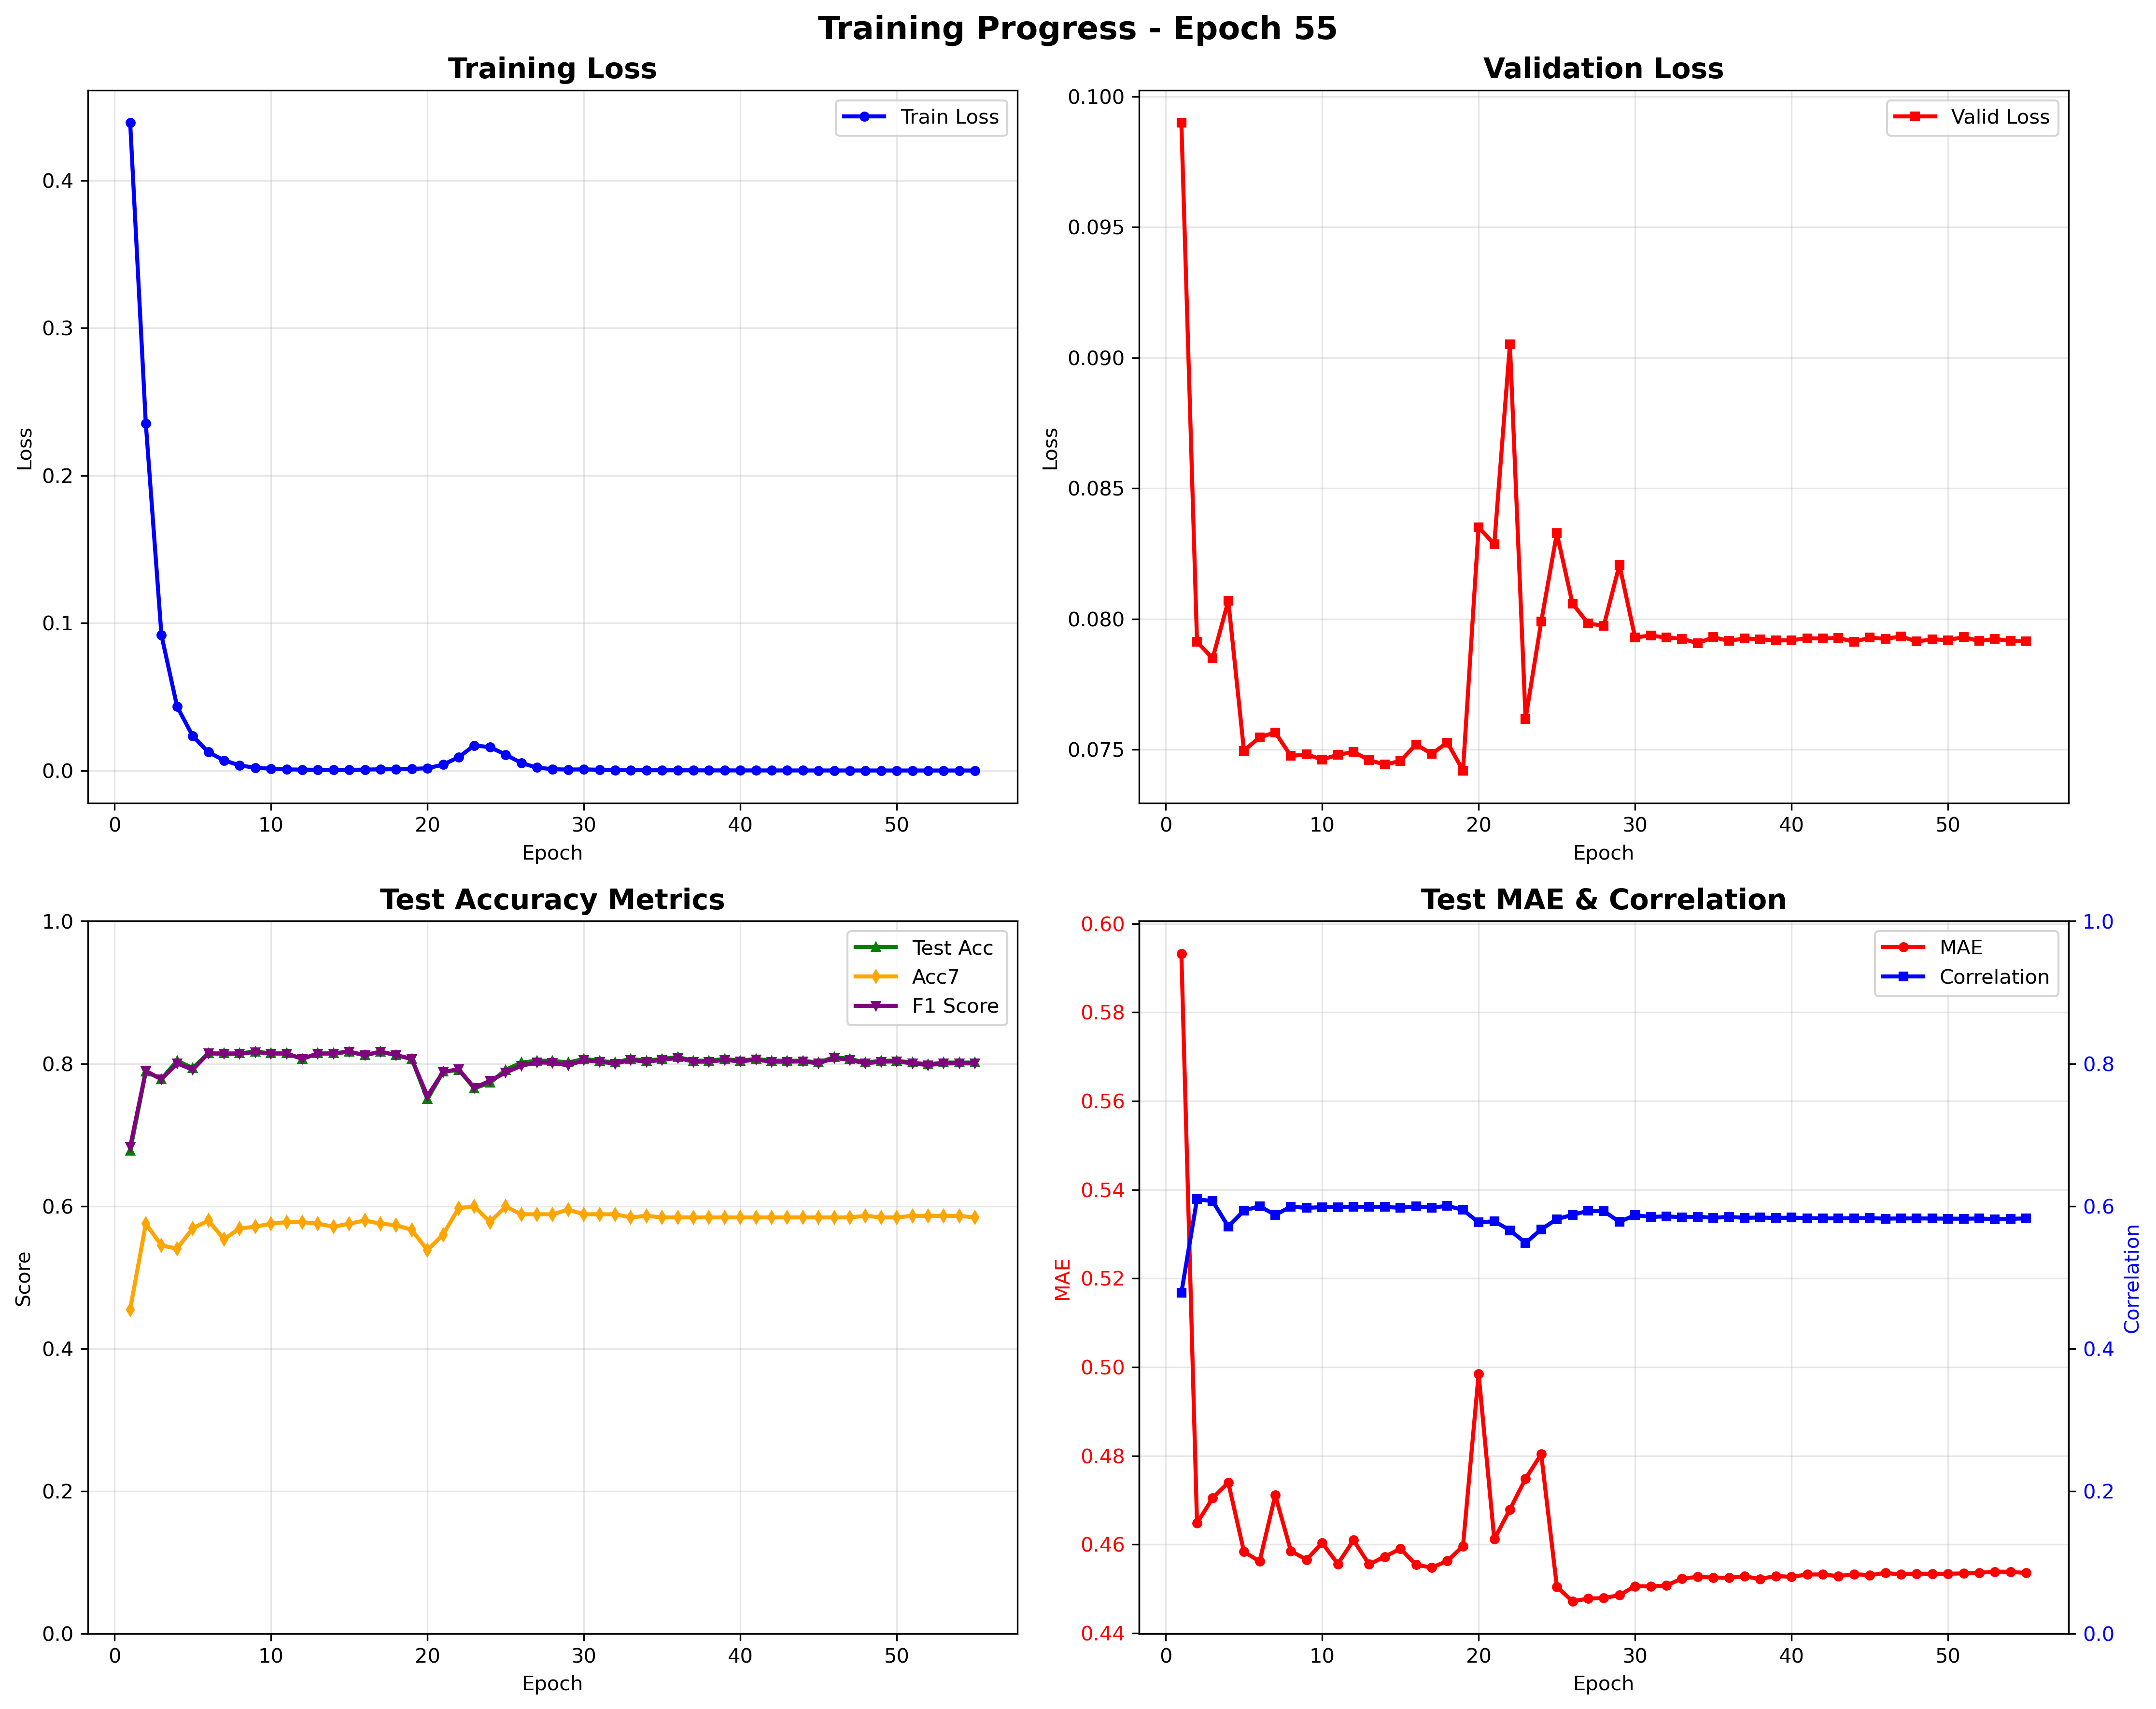 Training Progress - Epoch 55
Training Loss
Train Loss
0.4
0.3
0.2
0.1
0.0
Loss
0 10 20 30 40 50
Epoch
Validation Loss
Valid Loss
0.100
0.095
0.090
0.085
0.080
0.075
Loss
0 10 20 30 40 50
Epoch
Test Accuracy Metrics
Test Acc
Acc7
F1 Score
1.0
0.8
0.6
0.4
0.2
0.0
Score
0 10 20 30 40 50
Epoch
Test MAE & Correlation
MAE
Correlation
0.60
0.58
0.56
0.54
0.52
0.50
0.48
0.46
0.44
MAE
1.0
0.8
0.6
0.4
0.2
0.0
Correlation
0 10 20 30 40 50
Epoch